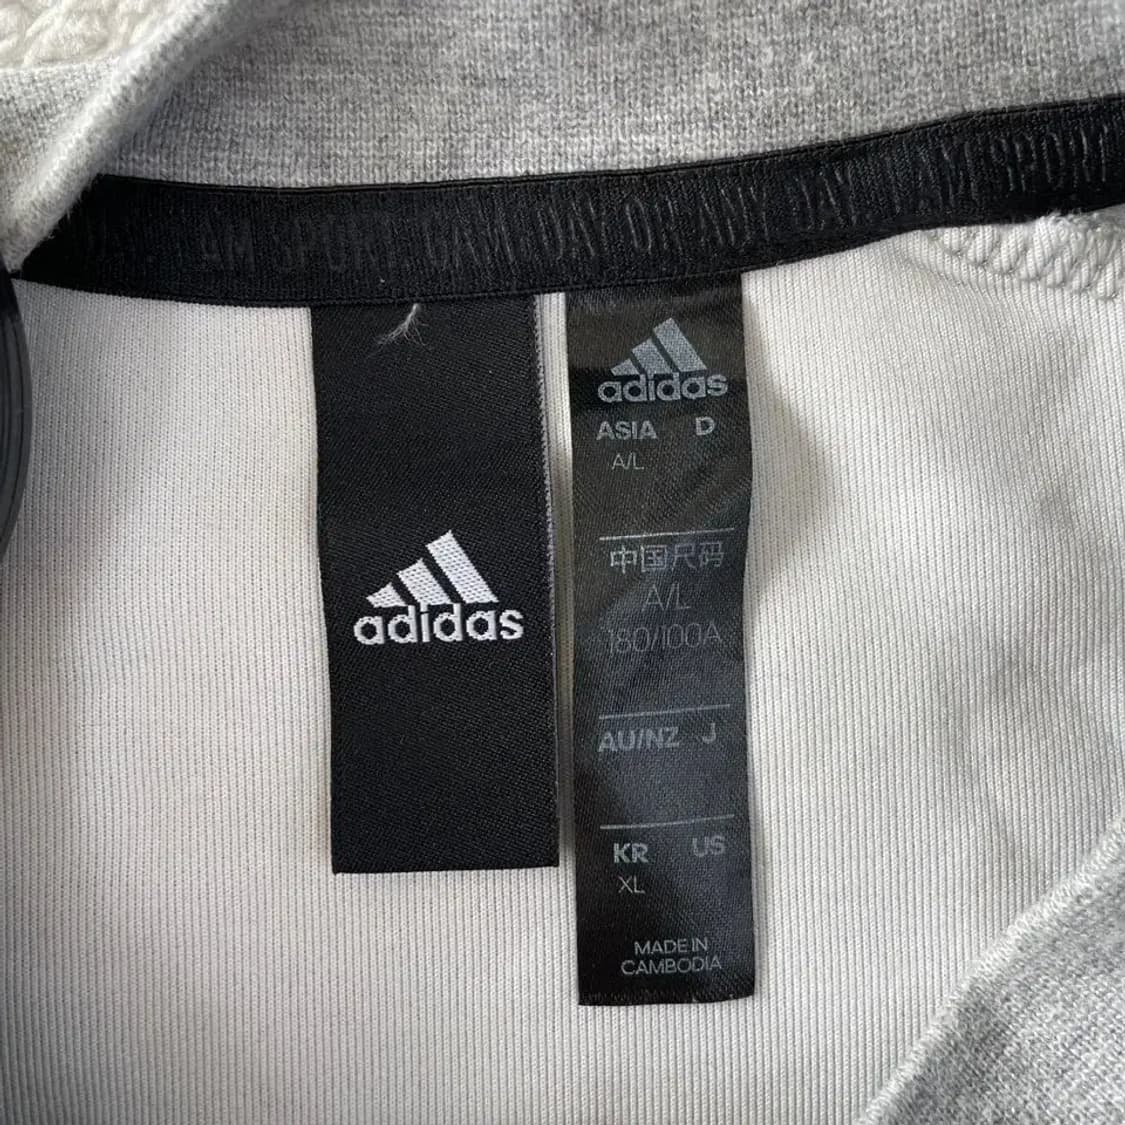 I AM SPORT. GAMEDAY ON ANY DAY. I AM SPORT
adidas
adidas
ASIA D
A/L
中国尺码
A/L
180/100A
AU/NZ J
KR US
XL
MADE IN
CAMBODIA